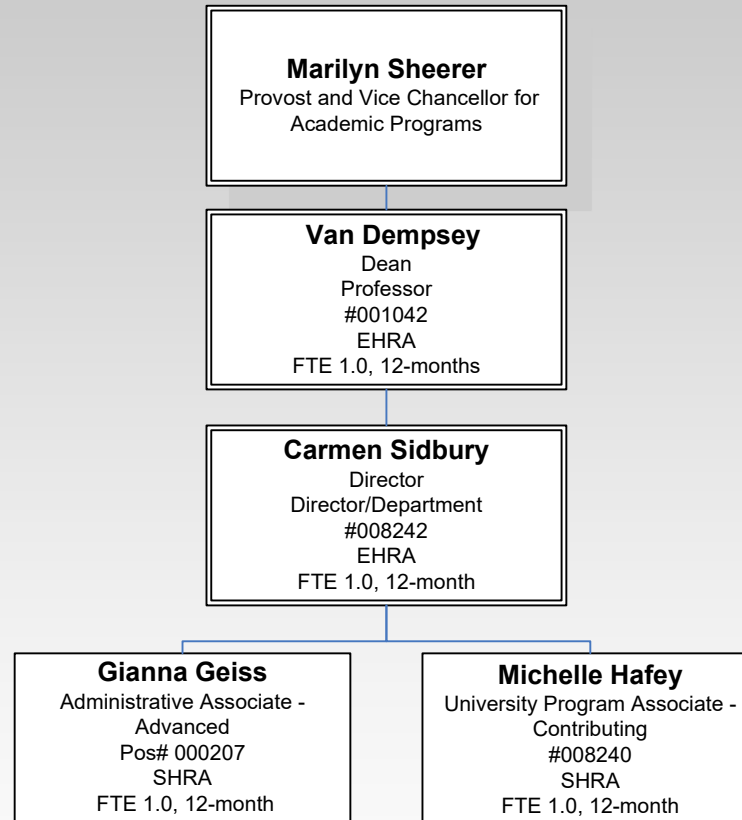 Marilyn Sheerer
Provost and Vice Chancellor for
Academic Programs
Van Dempsey
Dean
Professor
#001042
EHRA
FTE 1.0, 12-months
Carmen Sidbury
Director
Director/Department
#008242
EHRA
FTE 1.0, 12-month
Gianna Geiss
Administrative Associate -
Advanced
Pos# 000207
SHRA
FTE 1.0, 12-month
Michelle Hafey
University Program Associate -
Contributing
#008240
SHRA
FTE 1.0, 12-month